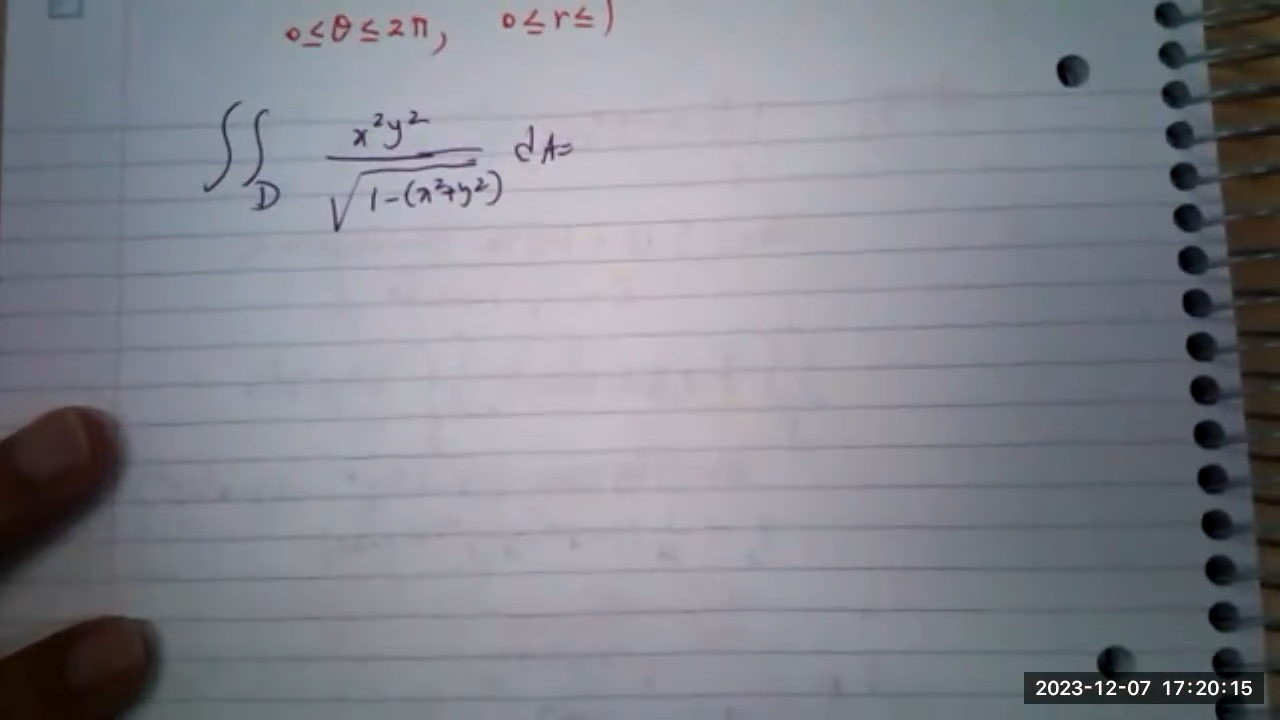 0≤θ≤2π, 0≤r≤1
∬_D x²y² / √(1-(x²+y²)) dA=
2023-12-07 17:20:15